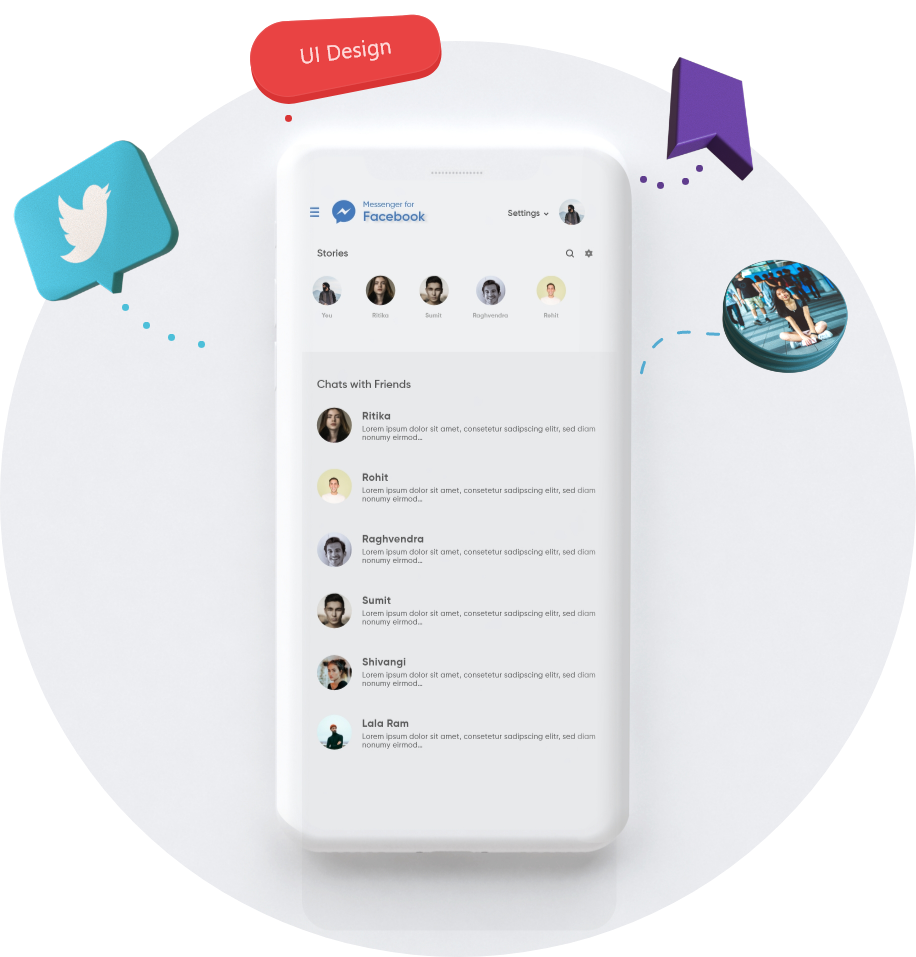 UI Design
Messenger for
Facebook
Settings
Stories
You
Ritika
Sumit
Raghvendra
Rohit
Chats with Friends
Ritika
Lorem ipsum dolor sit amet, consetetur sadipscing elitr, sed diam
nonumy eirmod...
Rohit
Lorem ipsum dolor sit amet, consetetur sadipscing elitr, sed diam
nonumy eirmod...
Raghvendra
Lorem ipsum dolor sit amet, consetetur sadipscing elitr, sed diam
nonumy eirmod...
Sumit
Lorem ipsum dolor sit amet, consetetur sadipscing elitr, sed diam
nonumy eirmod...
Shivangi
Lorem ipsum dolor sit amet, consetetur sadipscing elitr, sed diam
nonumy eirmod...
Lala Ram
Lorem ipsum dolor sit amet, consetetur sadipscing elitr, sed diam
nonumy eirmod...